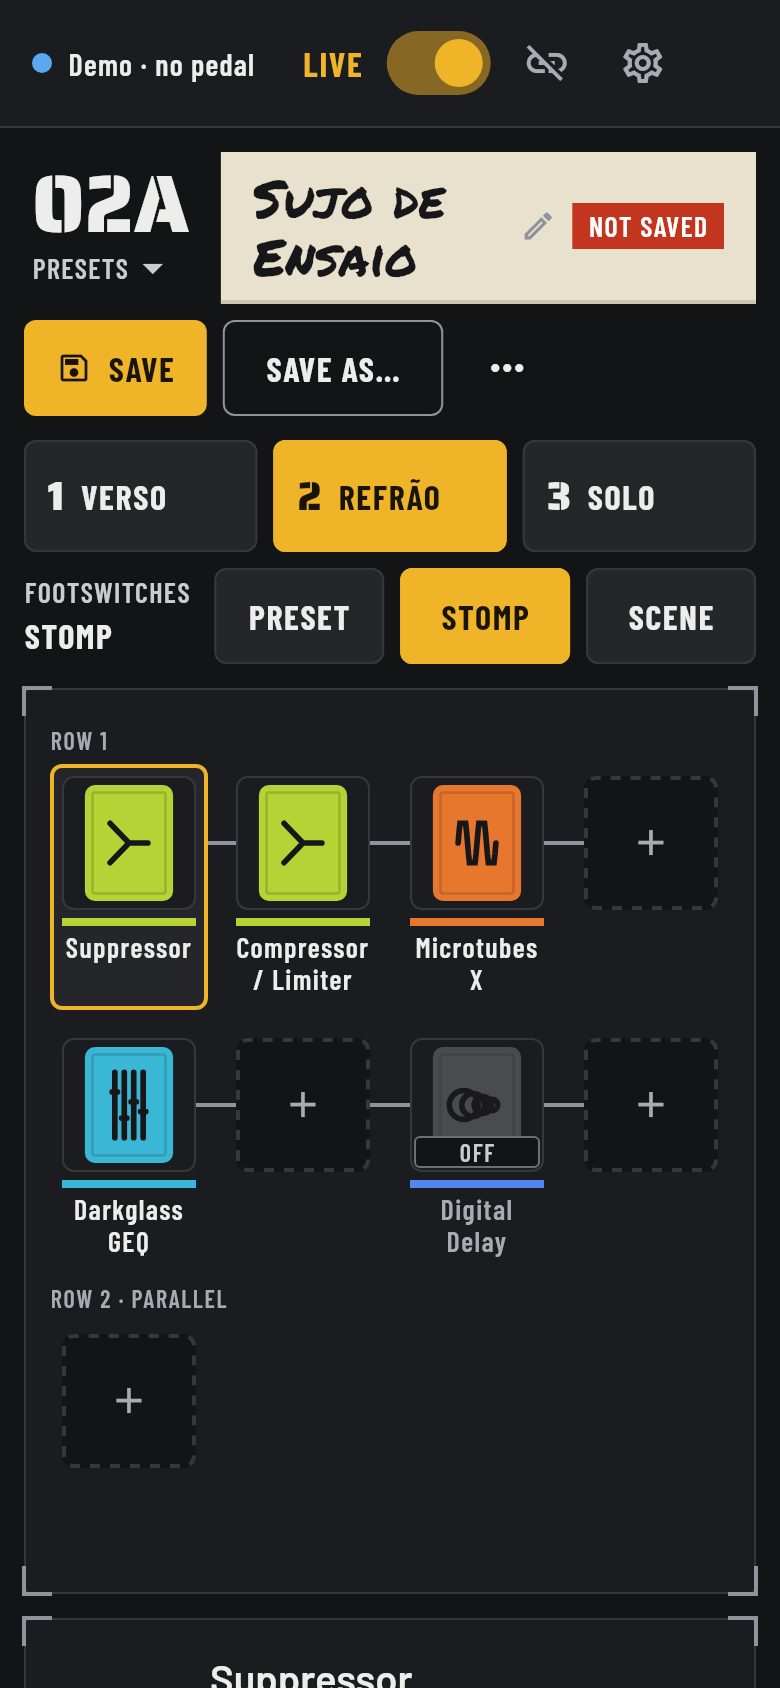 Demo · no pedal LIVE
02A
PRESETS
SUJO DE
ENSAIO
NOT SAVED
SAVE SAVE AS... •••
1 VERSO 2 REFRÃO 3 SOLO
FOOTSWITCHES
STOMP
PRESET STOMP SCENE
ROW 1
+
Suppressor Compressor Microtubes
/ Limiter X
+ OFF +
Darkglass Digital
GEQ Delay
ROW 2 · PARALLEL
+
Suppressor